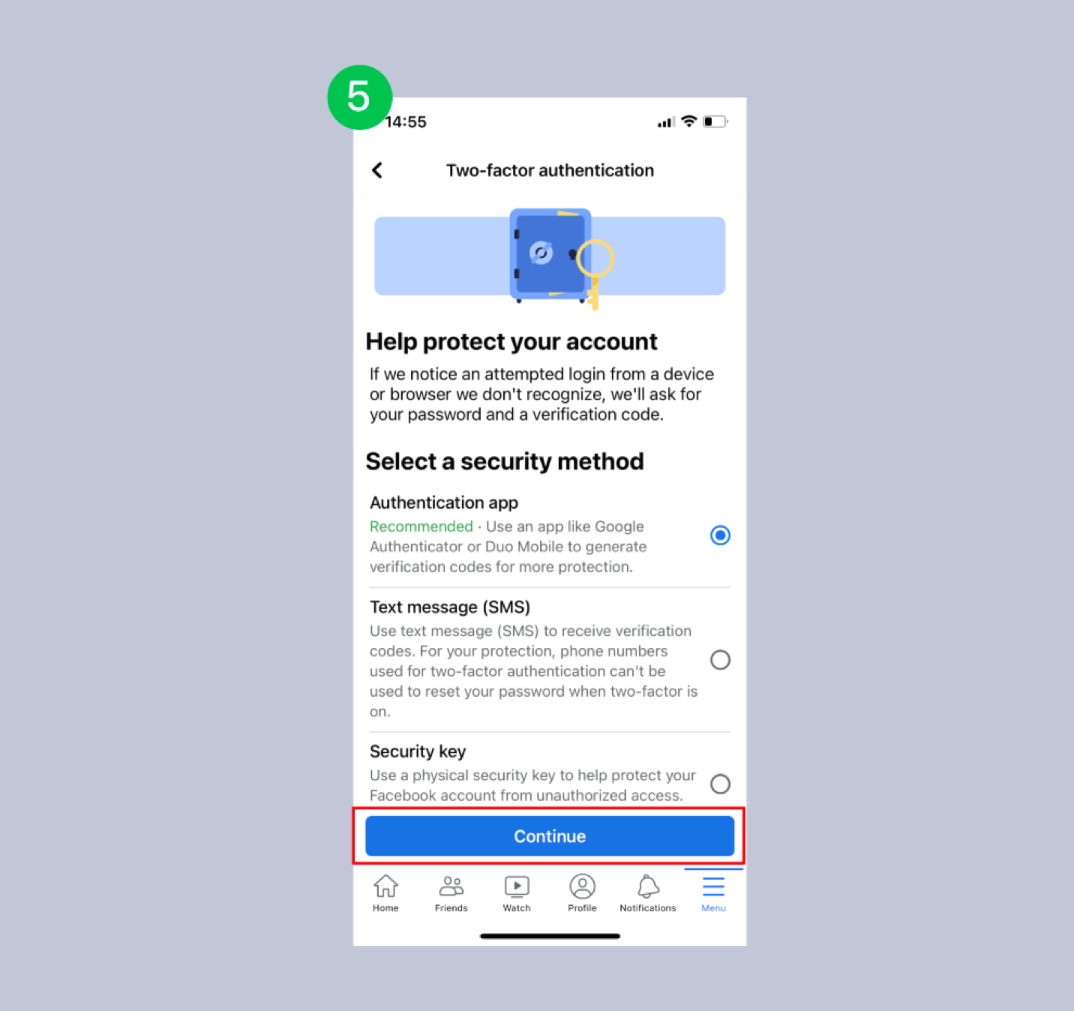 5
14:55
Two-factor authentication
Help protect your account
If we notice an attempted login from a device
or browser we don't recognize, we'll ask for
your password and a verification code.
Select a security method
Authentication app
Recommended · Use an app like Google
Authenticator or Duo Mobile to generate
verification codes for more protection.
Text message (SMS)
Use text message (SMS) to receive verification
codes. For your protection, phone numbers
used for two-factor authentication can't be
used to reset your password when two-factor is
on.
Security key
Use a physical security key to help protect your
Facebook account from unauthorized access.
Continue
Home Friends Watch Profile Notifications Menu